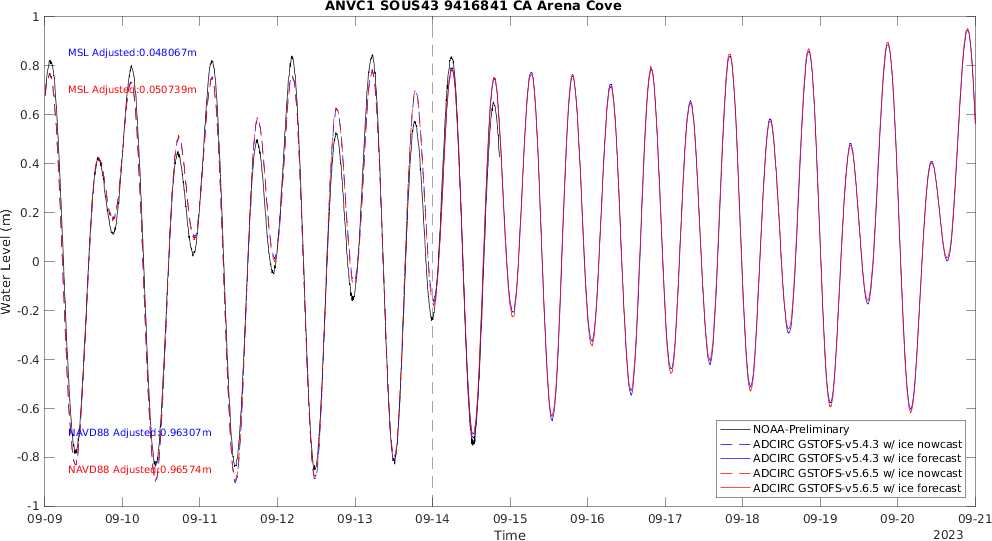 ANVC1 SOUS43 9416841 CA Arena Cove
MSL Adjusted:0.048067m
MSL Adjusted:0.050739m
NAVD88 Adjusted:0.96307m
NAVD88 Adjusted:0.96574m
Water Level (m)
1
0.8
0.6
0.4
0.2
0
-0.2
-0.4
-0.6
-0.8
-1
NOAA-Preliminary
ADCIRC GSTOFS-v5.4.3 w/ ice nowcast
ADCIRC GSTOFS-v5.4.3 w/ ice forecast
ADCIRC GSTOFS-v5.6.5 w/ ice nowcast
ADCIRC GSTOFS-v5.6.5 w/ ice forecast
09-09 09-10 09-11 09-12 09-13 09-14 09-15 09-16 09-17 09-18 09-19 09-20 09-21
Time
2023